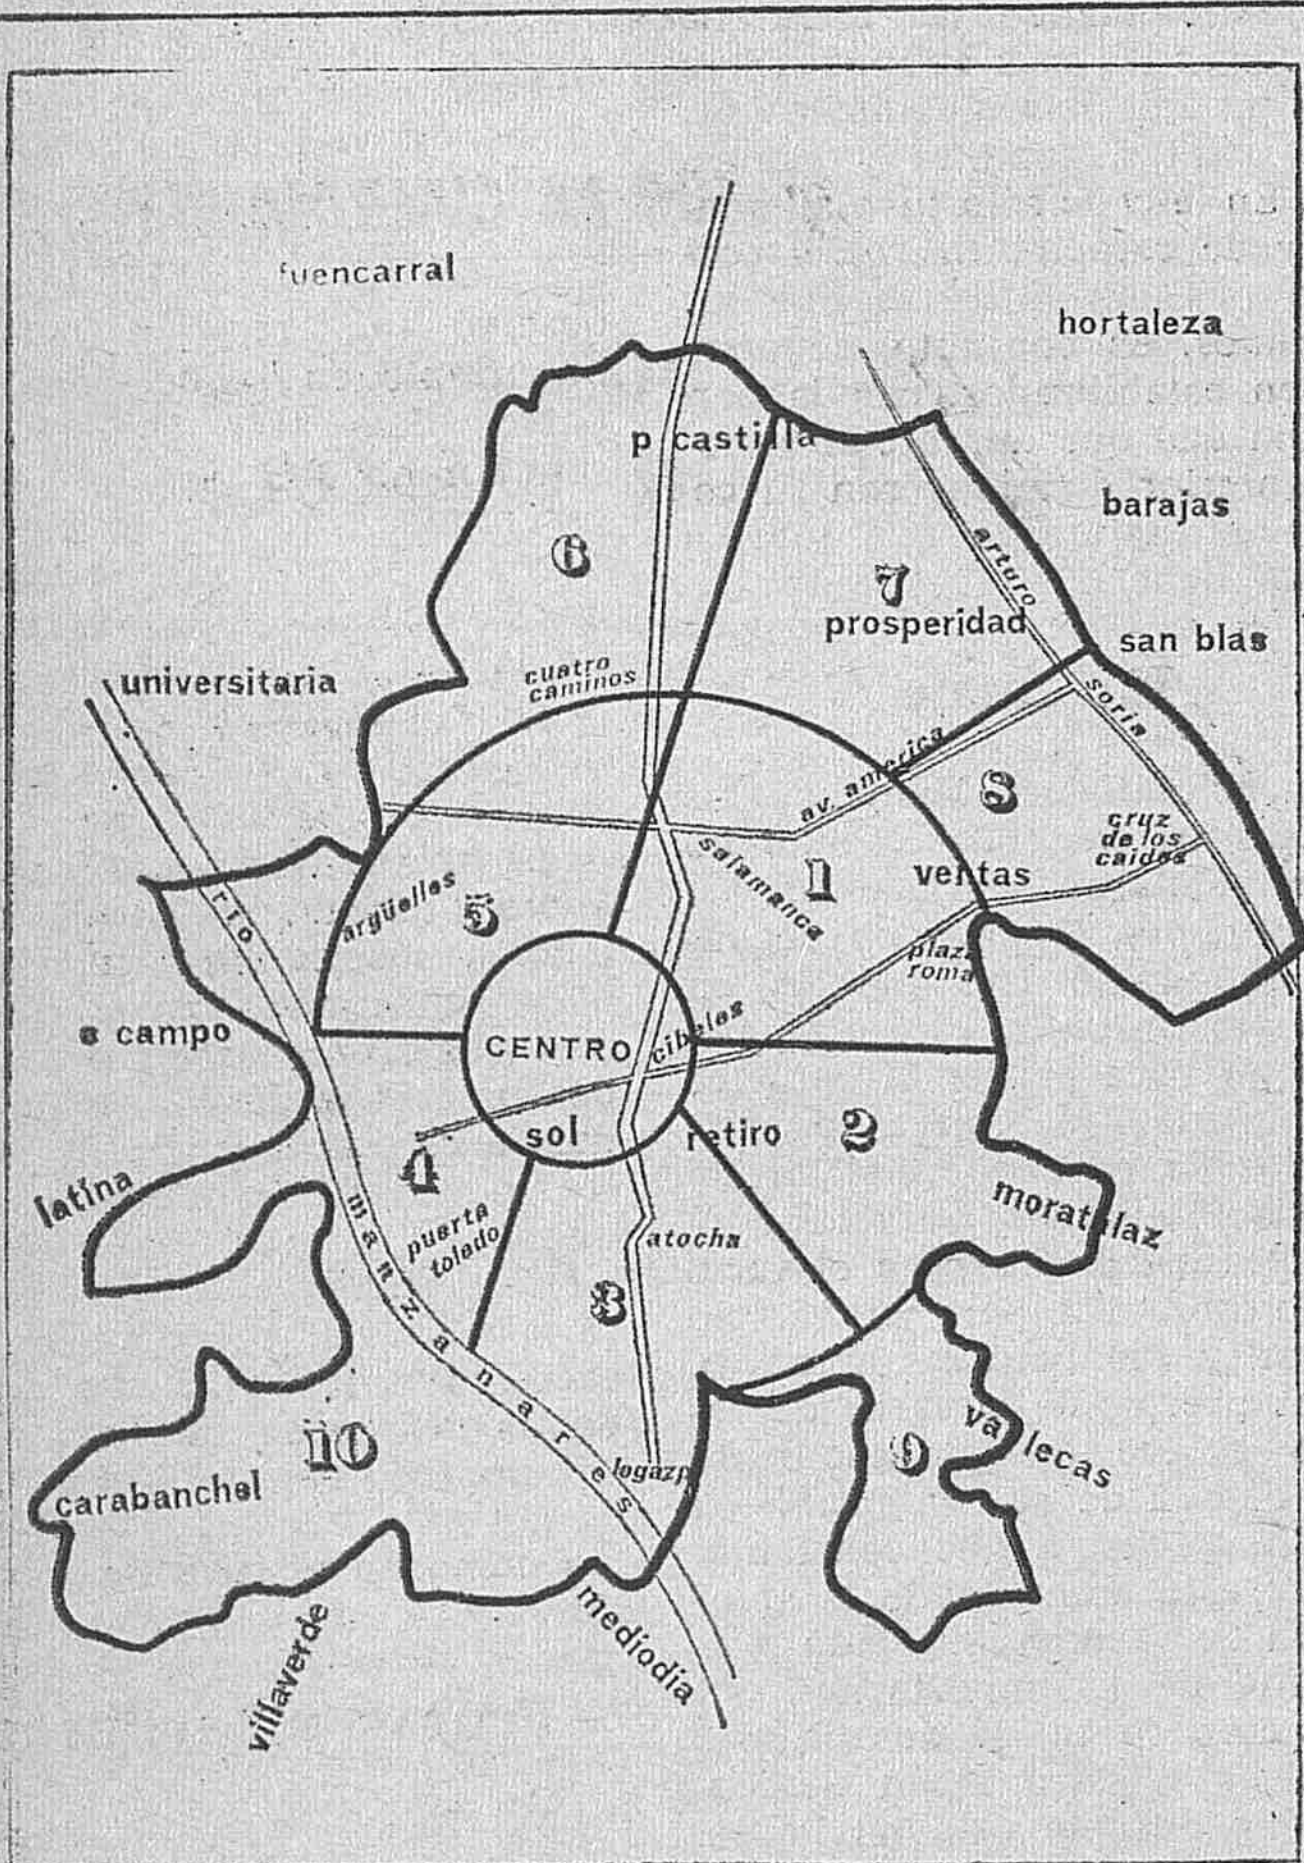 fuencarral
hortaleza
p castilla
barajas
6
7
arturo
prosperidad
san blas
cuatro
caminos
universitaria
soria
av. america
8
cruz
de los
caidos
salamanca
1
ventas
argüelles
5
rio
plaza
roma
s campo
CENTRO
cibeles
sol
retiro
2
4
latina
moratalaz
puerta
toledo
atocha
manzanares
3
10
vallecas
9
carabanchel
legazpi
mediodia
villaverde